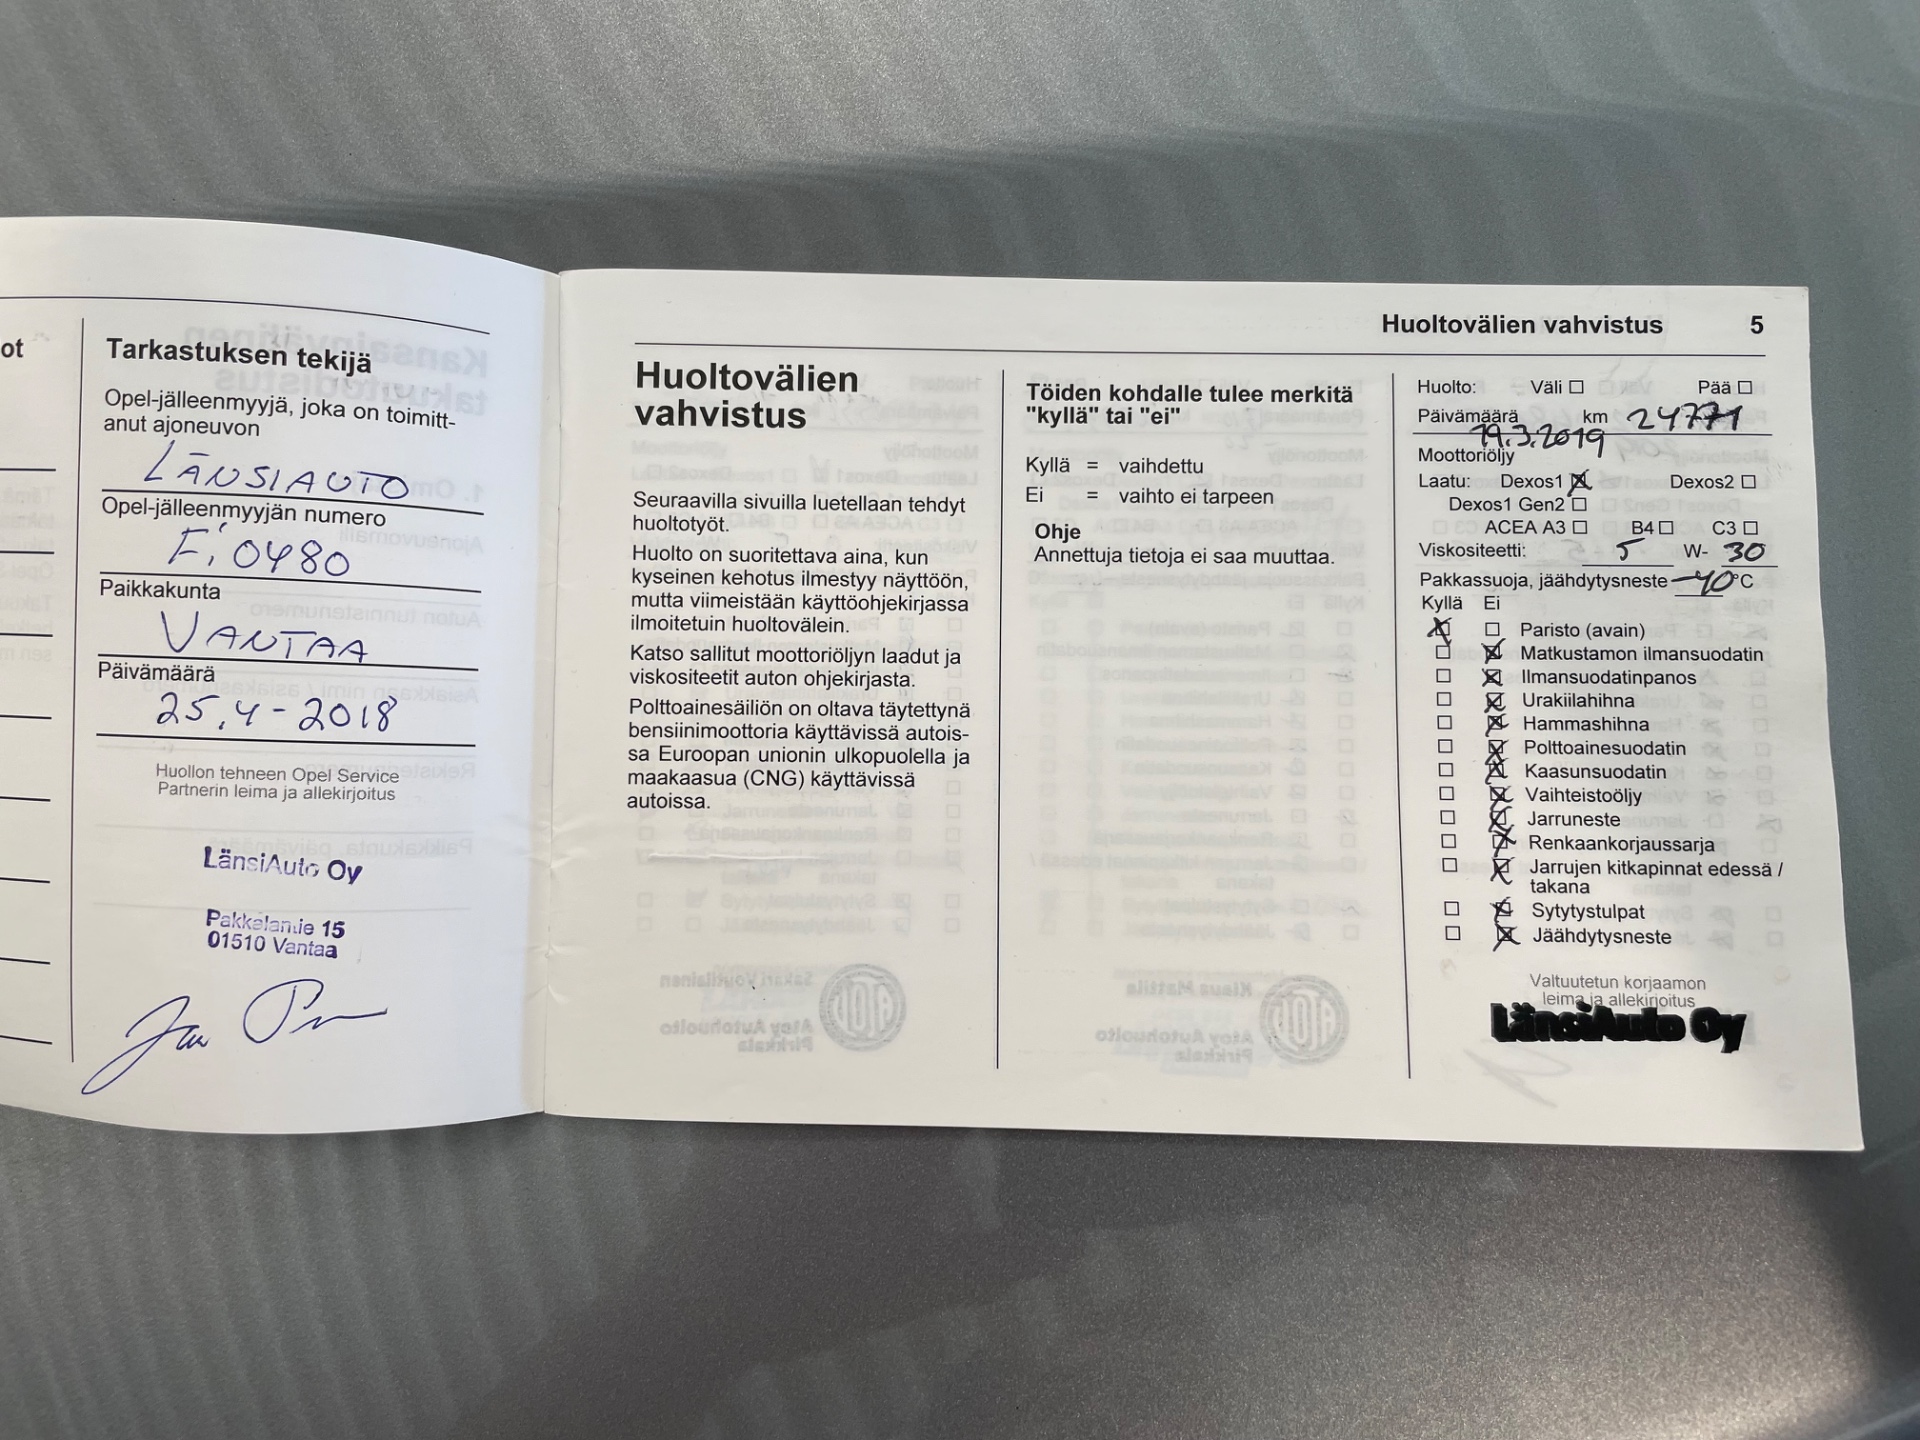 ot
Tarkastuksen tekijä
Opel-jälleenmyyjä, joka on toimitt-
anut ajoneuvon
LÄNSIAUTO
Opel-jälleenmyyjän numero
Fi 0480
Paikkakunta
VANTAA
Päivämäärä
25.4-2018
Huollon tehneen Opel Service
Partnerin leima ja allekirjoitus
LänsiAuto Oy
Pakkalantie 15
01510 Vantaa
Huoltovälien vahvistus 5
Huoltovälien
vahvistus
Seuraavilla sivuilla luetellaan tehdyt
huoltotyöt.
Huolto on suoritettava aina, kun
kyseinen kehotus ilmestyy näyttöön,
mutta viimeistään käyttöohjekirjassa
ilmoitetuin huoltovälein.
Katso sallitut moottoriöljyn laadut ja
viskositeetit auton ohjekirjasta.
Polttoainesäiliön on oltava täytettynä
bensiinimoottoria käyttävissä autois-
sa Euroopan unionin ulkopuolella ja
maakaasua (CNG) käyttävissä
autoissa.
Töiden kohdalle tulee merkitä
"kyllä" tai "ei"
Kyllä = vaihdettu
Ei = vaihto ei tarpeen
Ohje
Annettuja tietoja ei saa muuttaa.
Huolto: Väli Pää
Päivämäärä km 24771
19.3.2019
Moottoriöljy
Laatu: Dexos1 Dexos2
Dexos1 Gen2
ACEA A3 B4 C3
Viskositeetti: 5 W- 30
Pakkassuoja, jäähdytysneste -40 °C
Kyllä Ei
Paristo (avain)
Matkustamon ilmansuodatin
Ilmansuodatinpanos
Urakiilahihna
Hammashihna
Polttoainesuodatin
Kaasunsuodatin
Vaihteistoöljy
Jarruneste
Renkaankorjaussarja
Jarrujen kitkapinnat edessä /
takana
Sytytystulpat
Jäähdytysneste
Valtuutetun korjaamon
leima ja allekirjoitus
LänsiAuto Oy